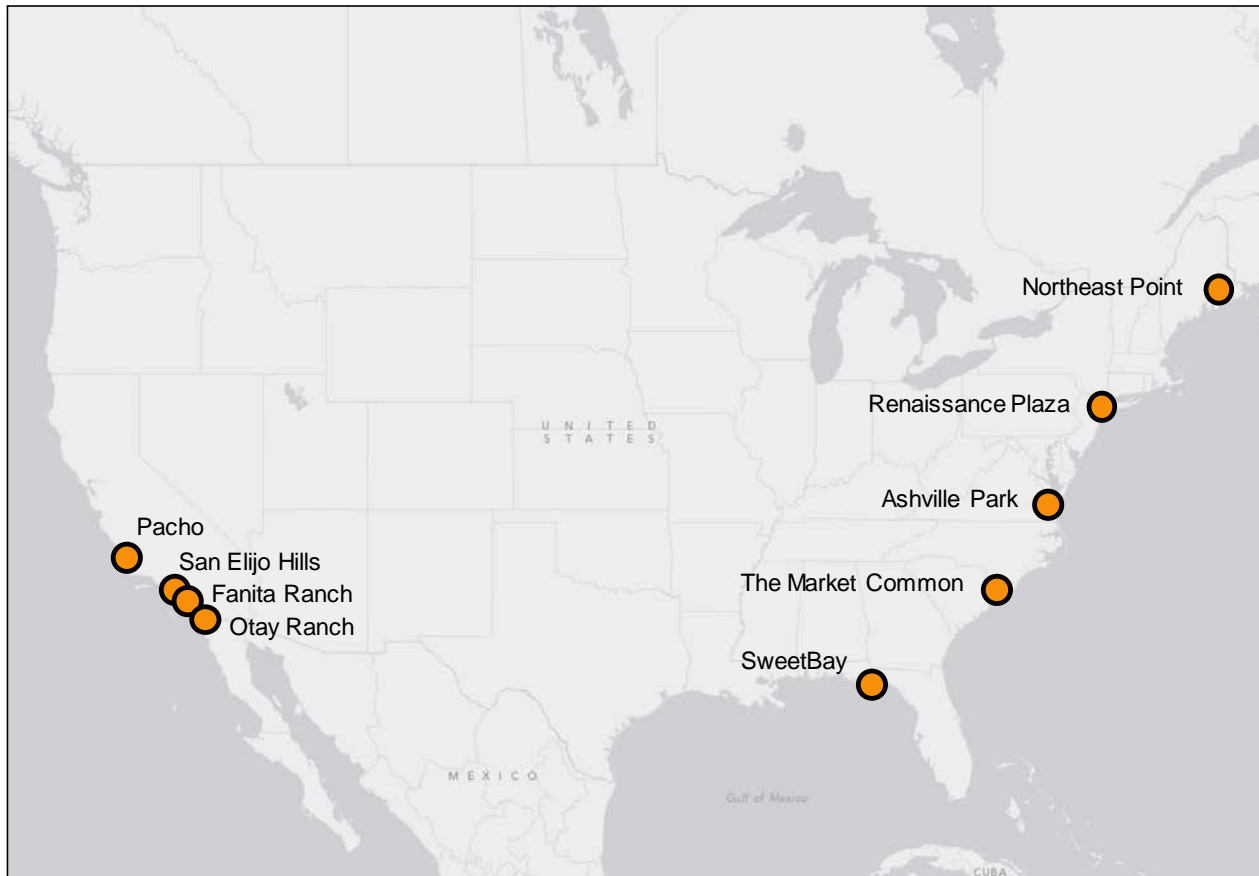 Northeast Point
Renaissance Plaza
UNITED
STATES
Ashville Park
Pacho
San Elijo Hills
Fanita Ranch
The Market Common
Otay Ranch
SweetBay
MEXICO
Gulf of Mexico
CUBA